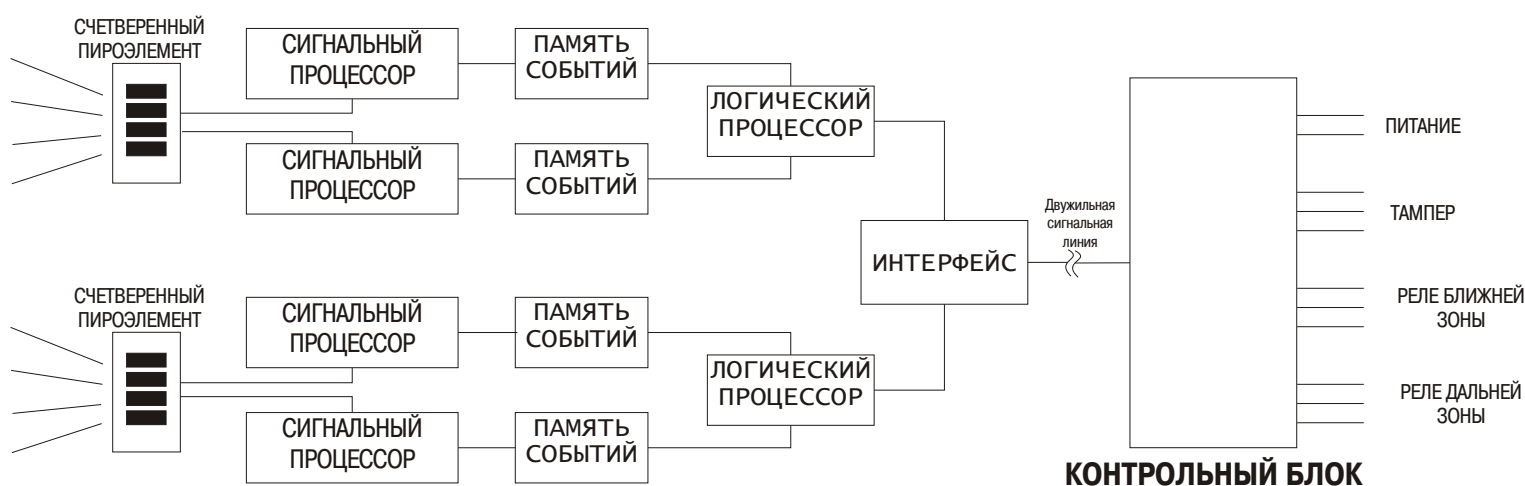 СЧЕТВЕРЕННЫЙ
ПИРОЭЛЕМЕНТ
СИГНАЛЬНЫЙ
ПРОЦЕССОР
ПАМЯТЬ
СОБЫТИЙ
СИГНАЛЬНЫЙ
ПРОЦЕССОР
ПАМЯТЬ
СОБЫТИЙ
ЛОГИЧЕСКИЙ
ПРОЦЕССОР
СЧЕТВЕРЕННЫЙ
ПИРОЭЛЕМЕНТ
СИГНАЛЬНЫЙ
ПРОЦЕССОР
ПАМЯТЬ
СОБЫТИЙ
СИГНАЛЬНЫЙ
ПРОЦЕССОР
ПАМЯТЬ
СОБЫТИЙ
ЛОГИЧЕСКИЙ
ПРОЦЕССОР
ИНТЕРФЕЙС
Двужильная
сигнальная
линия
ПИТАНИЕ
ТАМПЕР
РЕЛЕ БЛИЖНЕЙ
ЗОНЫ
РЕЛЕ ДАЛЬНЕЙ
ЗОНЫ
КОНТРОЛЬНЫЙ БЛОК